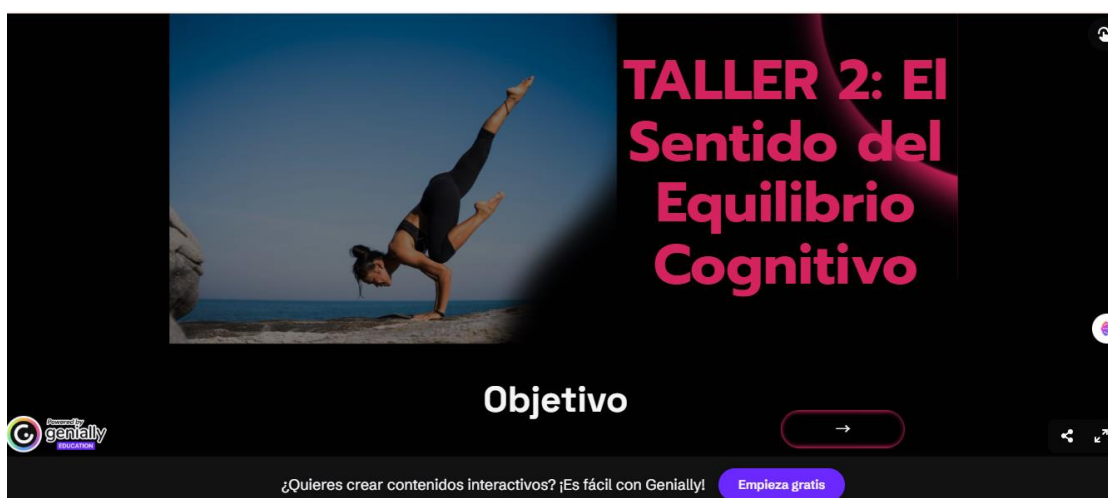 TALLER 2: El
Sentido del
Equilibrio
Cognitivo
Objetivo
→
Powered by
genially
EDUCATION
¿Quieres crear contenidos interactivos? ¡Es fácil con Genially!
Empieza gratis